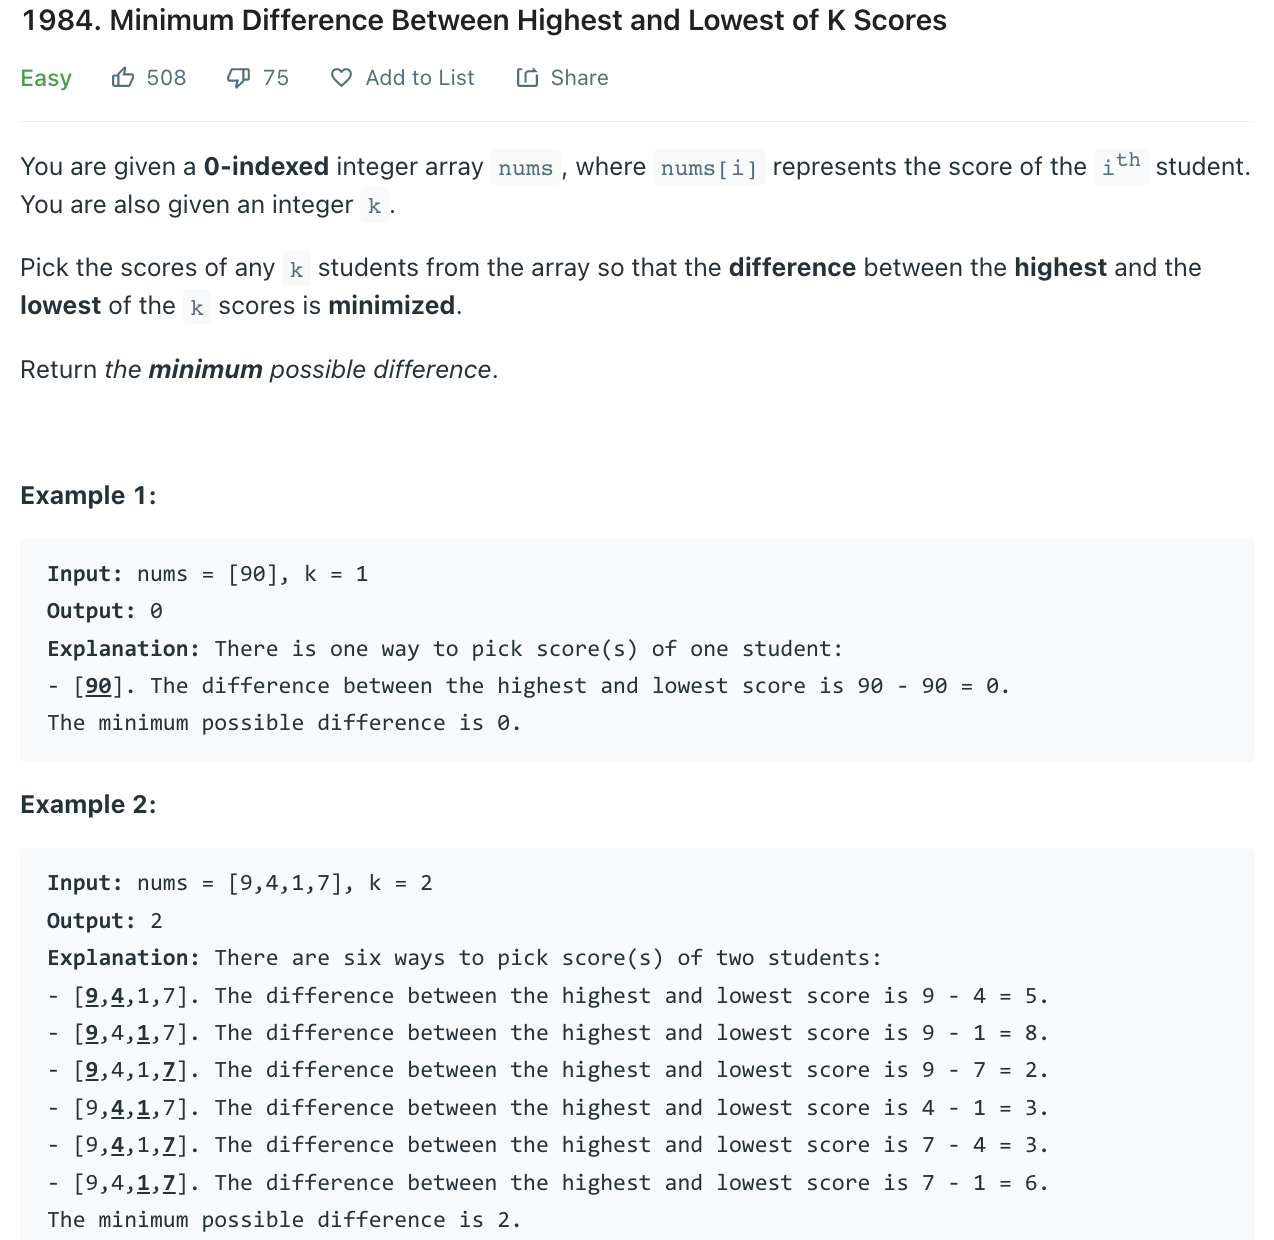 1984. Minimum Difference Between Highest and Lowest of K Scores
Easy 508 75 Add to List Share
You are given a 0-indexed integer array nums , where nums[i] represents the score of the ith student.
You are also given an integer k .
Pick the scores of any k students from the array so that the difference between the highest and the
lowest of the k scores is minimized.
Return the minimum possible difference.
Example 1:
Input: nums = [90], k = 1
Output: 0
Explanation: There is one way to pick score(s) of one student:
- [90]. The difference between the highest and lowest score is 90 - 90 = 0.
The minimum possible difference is 0.
Example 2:
Input: nums = [9,4,1,7], k = 2
Output: 2
Explanation: There are six ways to pick score(s) of two students:
- [9,4,1,7]. The difference between the highest and lowest score is 9 - 4 = 5.
- [9,4,1,7]. The difference between the highest and lowest score is 9 - 1 = 8.
- [9,4,1,7]. The difference between the highest and lowest score is 9 - 7 = 2.
- [9,4,1,7]. The difference between the highest and lowest score is 4 - 1 = 3.
- [9,4,1,7]. The difference between the highest and lowest score is 7 - 4 = 3.
- [9,4,1,7]. The difference between the highest and lowest score is 7 - 1 = 6.
The minimum possible difference is 2.